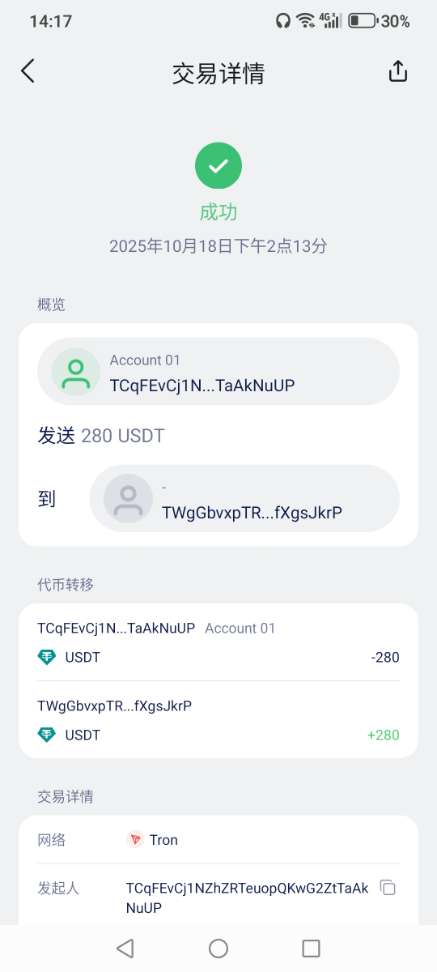 14:17
4G
30%
交易详情
成功
2025年10月18日下午2点13分
概览
Account 01
TCqFEvCj1N...TaAkNuUP
发送 280 USDT
-
到
TWgGbvxpTR...fXgsJkrP
代币转移
TCqFEvCj1N...TaAkNuUP Account 01
USDT -280
TWgGbvxpTR...fXgsJkrP
USDT +280
交易详情
网络 Tron
发起人 TCqFEvCj1NZhZRTeuopQKwG2ZtTaAk
NuUP